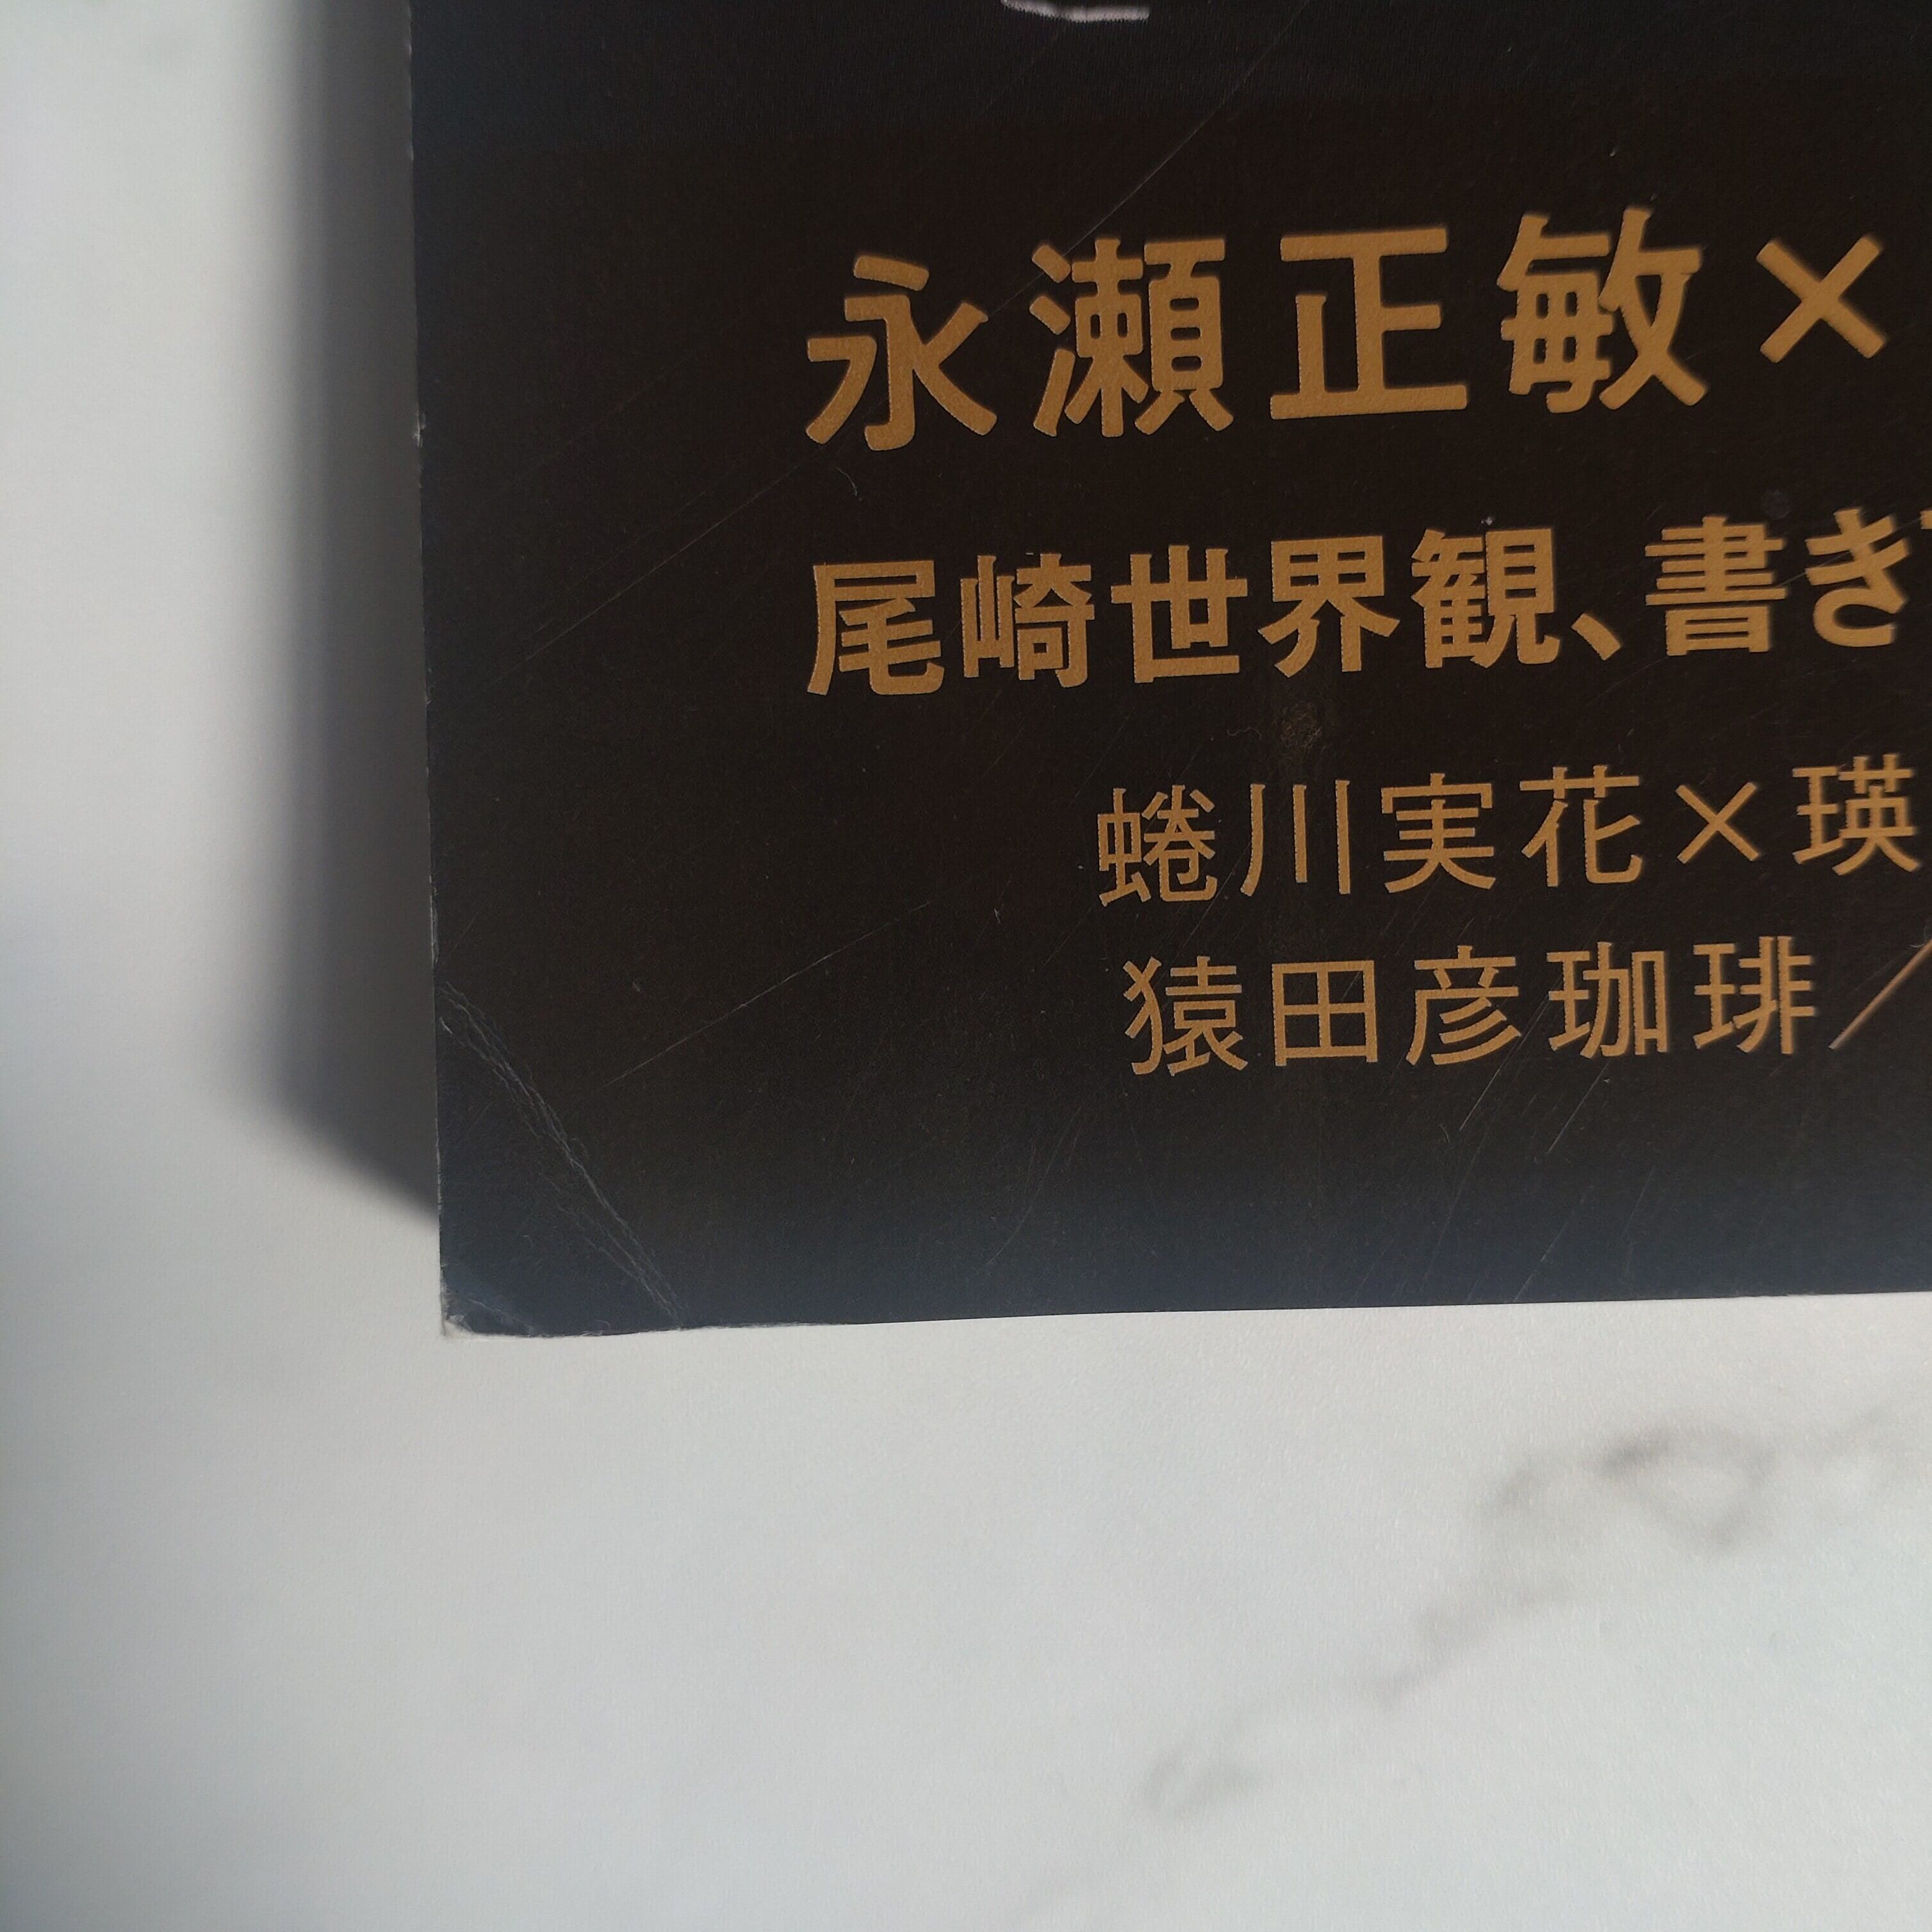 永瀬正敏×
尾崎世界観、書き
蜷川実花×瑛
猿田彦珈琲／